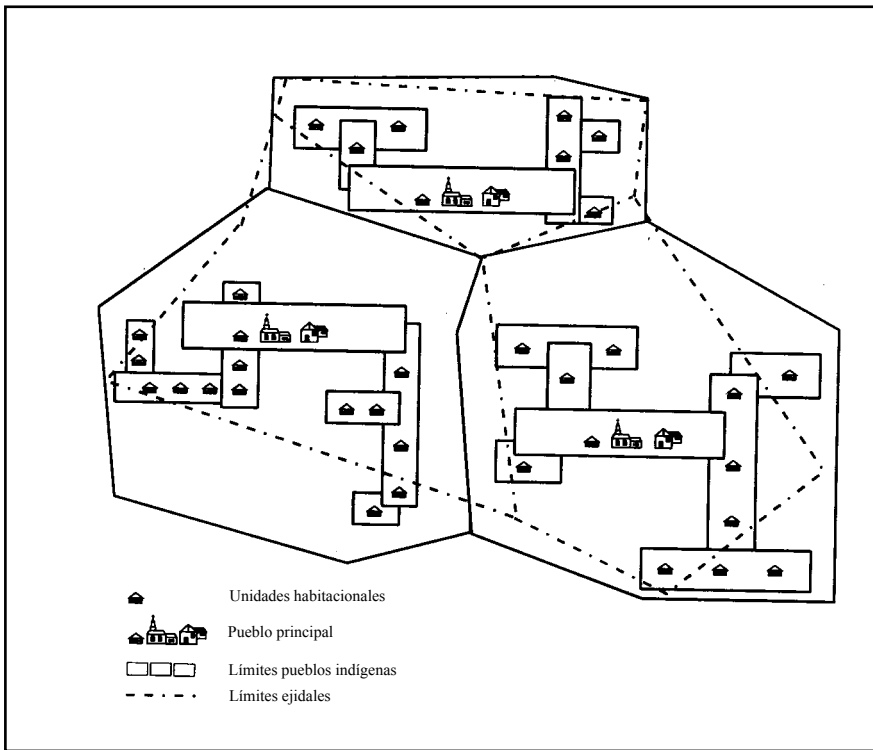 Unidades habitacionales
Pueblo principal
Límites pueblos indígenas
Límites ejidales